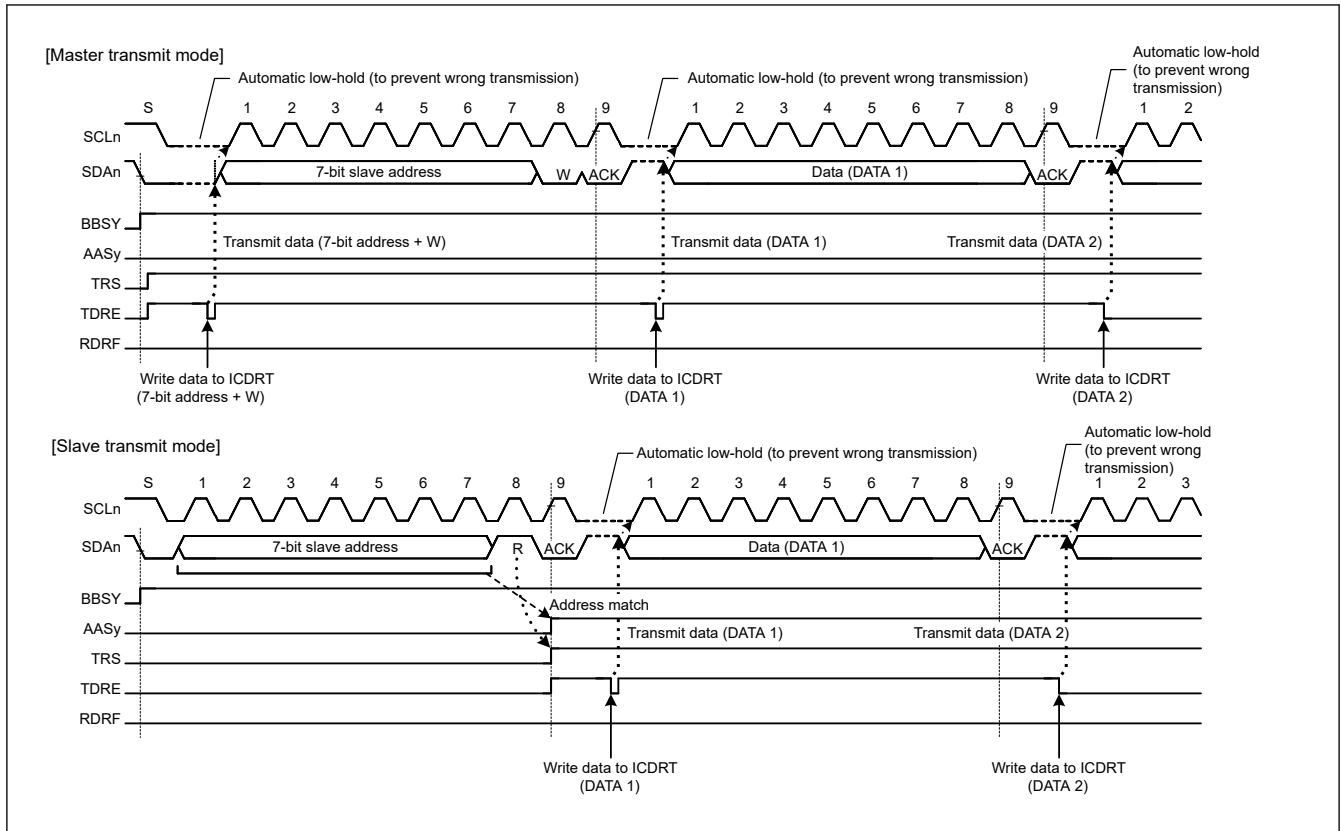 [Master transmit mode]
Automatic low-hold (to prevent wrong transmission)
Automatic low-hold (to prevent wrong transmission)
Automatic low-hold
(to prevent wrong
transmission)
S 1 2 3 4 5 6 7 8 9 1 2 3 4 5 6 7 8 9 1 2
SCLn
SDAn 7-bit slave address W ACK Data (DATA 1) ACK
BBSY
Transmit data (7-bit address + W) Transmit data (DATA 1) Transmit data (DATA 2)
AASy
TRS
TDRE
RDRF
Write data to ICDRT
(7-bit address + W)
Write data to ICDRT
(DATA 1)
Write data to ICDRT
(DATA 2)
[Slave transmit mode]
Automatic low-hold (to prevent wrong transmission)
Automatic low-hold
(to prevent wrong
transmission)
S 1 2 3 4 5 6 7 8 9 1 2 3 4 5 6 7 8 9 1 2 3
SCLn
SDAn 7-bit slave address R ACK Data (DATA 1) ACK
BBSY
Address match
AASy
Transmit data (DATA 1) Transmit data (DATA 2)
TRS
TDRE
RDRF
Write data to ICDRT
(DATA 1)
Write data to ICDRT
(DATA 2)